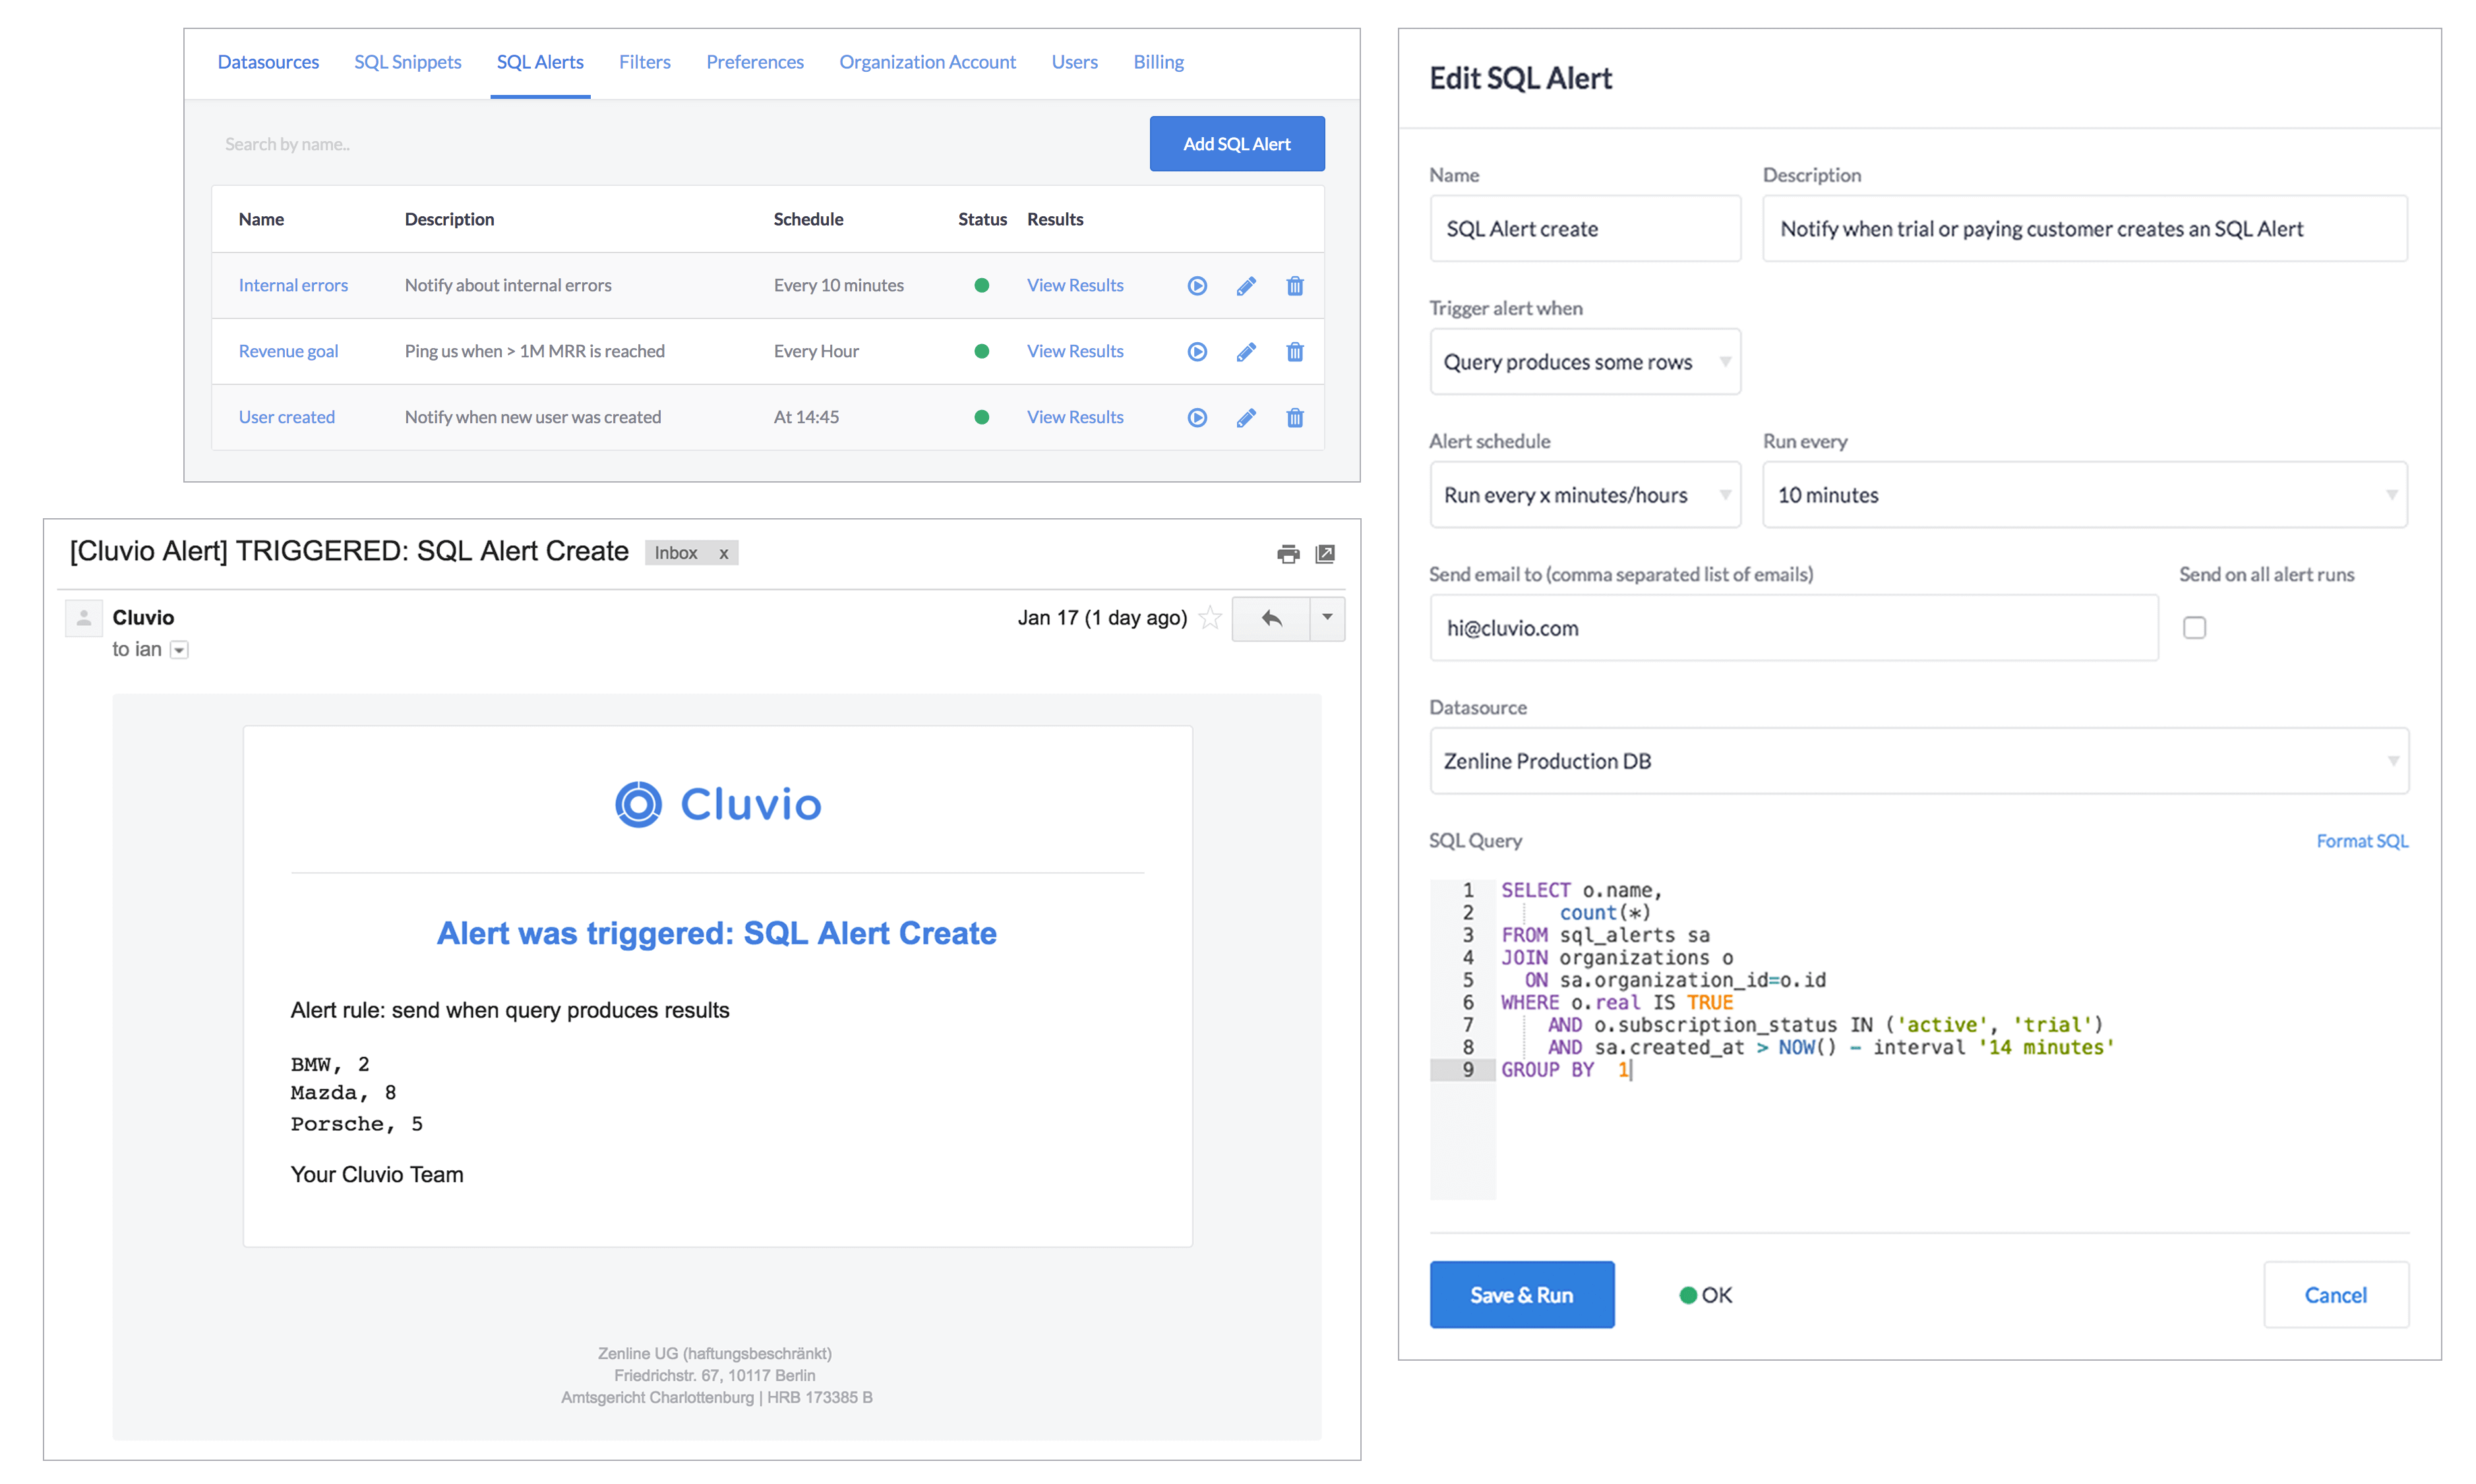 Datasources SQL Snippets SQL Alerts Filters Preferences Organization Account Users Billing
Search by name.. Add SQL Alert
Name Description Schedule Status Results
Internal errors Notify about internal errors Every 10 minutes View Results
Revenue goal Ping us when > 1M MRR is reached Every Hour View Results
User created Notify when new user was created At 14:45 View Results
[Cluvio Alert] TRIGGERED: SQL Alert Create Inbox x
Cluvio Jan 17 (1 day ago)
to ian
Cluvio
Alert was triggered: SQL Alert Create
Alert rule: send when query produces results
BMW, 2
Mazda, 8
Porsche, 5
Your Cluvio Team
Zenline UG (haftungsbeschränkt)
Friedrichstr. 67, 10117 Berlin
Amtsgericht Charlottenburg | HRB 173385 B
Edit SQL Alert
Name Description
SQL Alert create Notify when trial or paying customer creates an SQL Alert
Trigger alert when
Query produces some rows
Alert schedule Run every
Run every x minutes/hours 10 minutes
Send email to (comma separated list of emails) Send on all alert runs
hi@cluvio.com
Datasource
Zenline Production DB
SQL Query Format SQL
1 SELECT o.name,
2 count(*)
3 FROM sql_alerts sa
4 JOIN organizations o
5 ON sa.organization_id=o.id
6 WHERE o.real IS TRUE
7 AND o.subscription_status IN ('active', 'trial')
8 AND sa.created_at > NOW() - interval '14 minutes'
9 GROUP BY 1
Save & Run OK Cancel